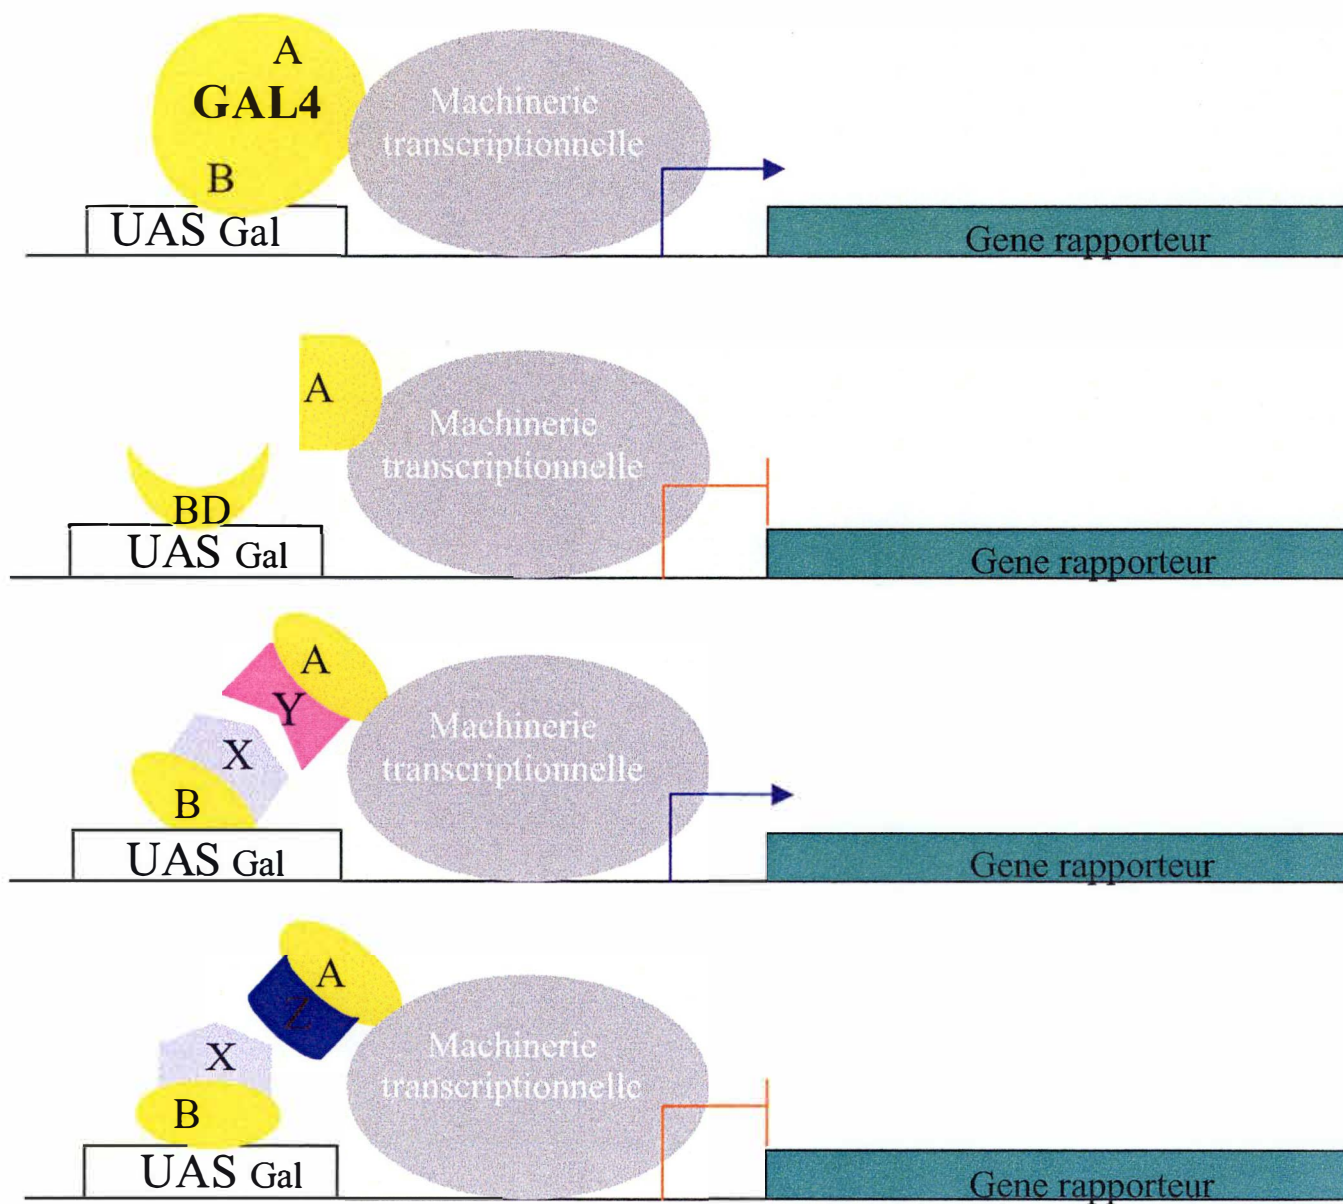 A
GAL4
B
UAS Gal
Machinerie
transcriptionnelle
Gene rapporteur
A
BD
UAS Gal
Machinerie
transcriptionnelle
Gene rapporteur
A
Y
X
B
UAS Gal
Machinerie
transcriptionnelle
Gene rapporteur
A
Z
X
B
UAS Gal
Machinerie
transcriptionnelle
Gene rapporteur